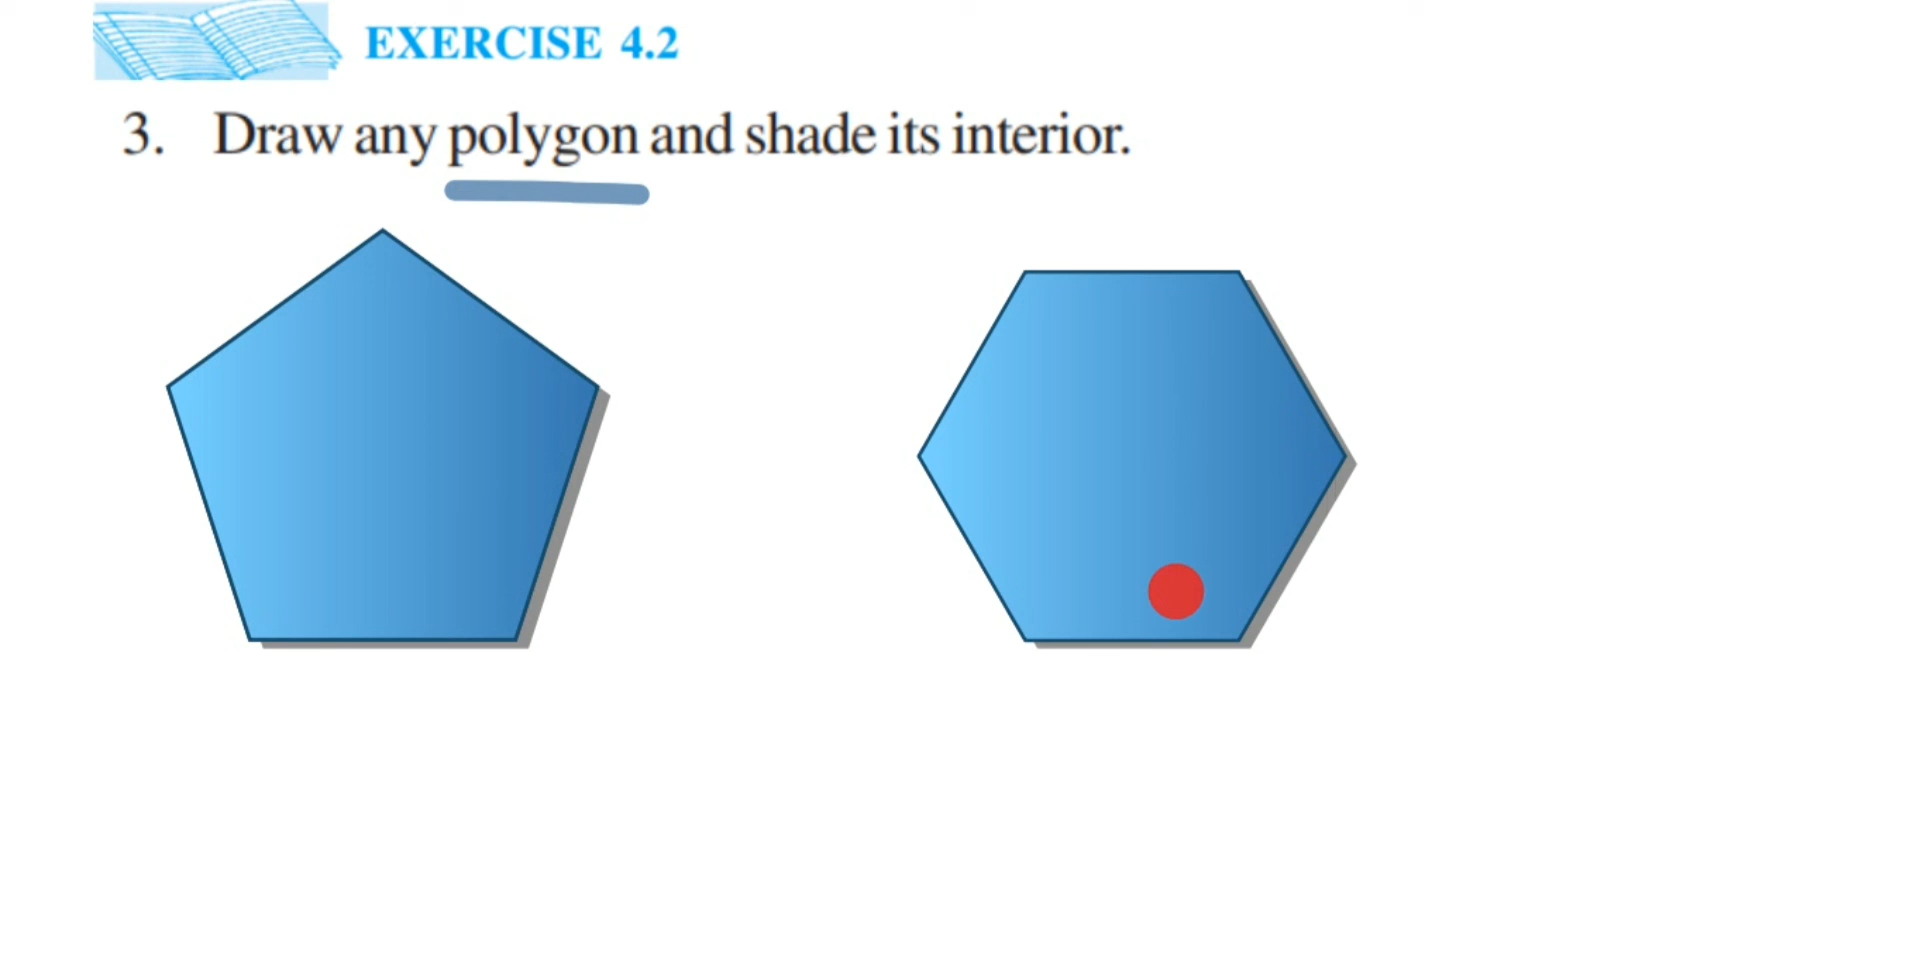 EXERCISE 4.2
3. Draw any polygon and shade its interior.